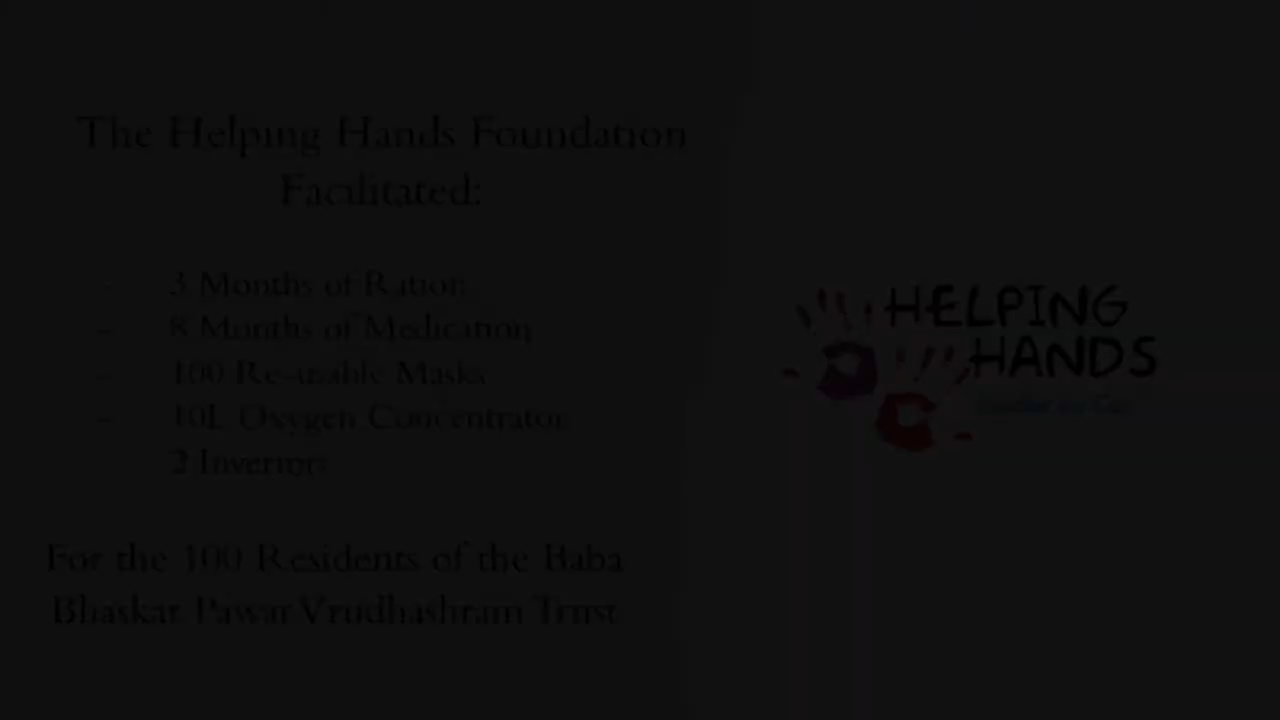 The Helping Hands Foundation
Facilitated:
- 3 Months of Ration
- 8 Months of Medication
- 100 Re-usable Masks
- 10L Oxygen Concentrator
2 Invertors
For the 100 Residents of the Baba
Bhaskar Pawar Vrudhashram Trust
HELPING
HANDS